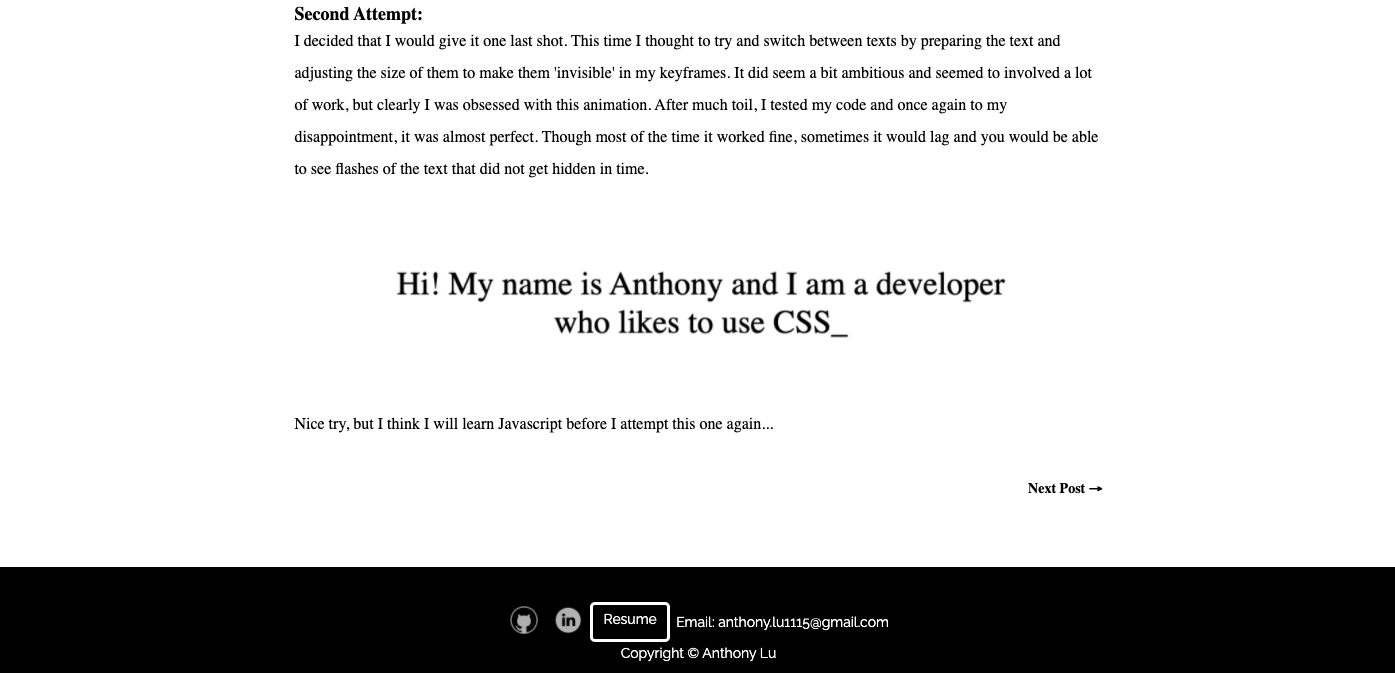 Second Attempt:
I decided that I would give it one last shot. This time I thought to try and switch between texts by preparing the text and
adjusting the size of them to make them 'invisible' in my keyframes. It did seem a bit ambitious and seemed to involved a lot
of work, but clearly I was obsessed with this animation. After much toil, I tested my code and once again to my
disappointment, it was almost perfect. Though most of the time it worked fine, sometimes it would lag and you would be able
to see flashes of the text that did not get hidden in time.
Hi! My name is Anthony and I am a developer
who likes to use CSS_
Nice try, but I think I will learn Javascript before I attempt this one again...
Next Post →
in Resume Email: anthony.lu1115@gmail.com
Copyright © Anthony Lu